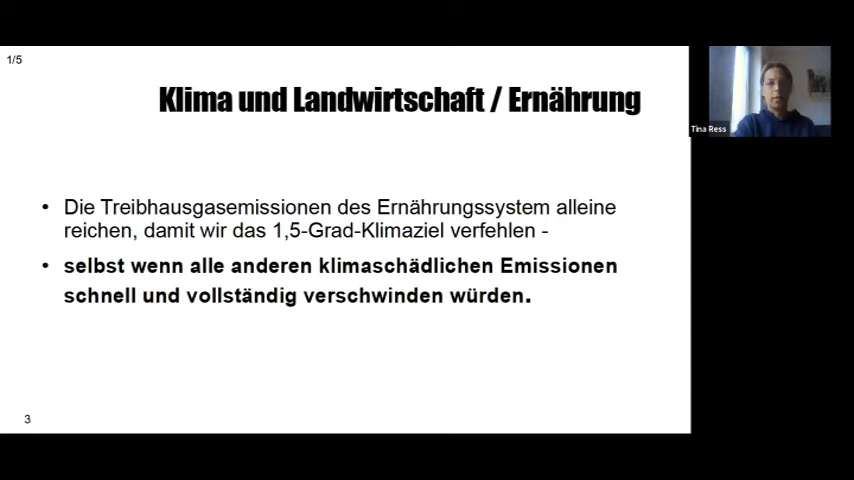 1/5
Klima und Landwirtschaft / Ernährung
Tina Ress
• Die Treibhausgasemissionen des Ernährungssystem alleine
reichen, damit wir das 1,5-Grad-Klimaziel verfehlen -
• selbst wenn alle anderen klimaschädlichen Emissionen
schnell und vollständig verschwinden würden.
3